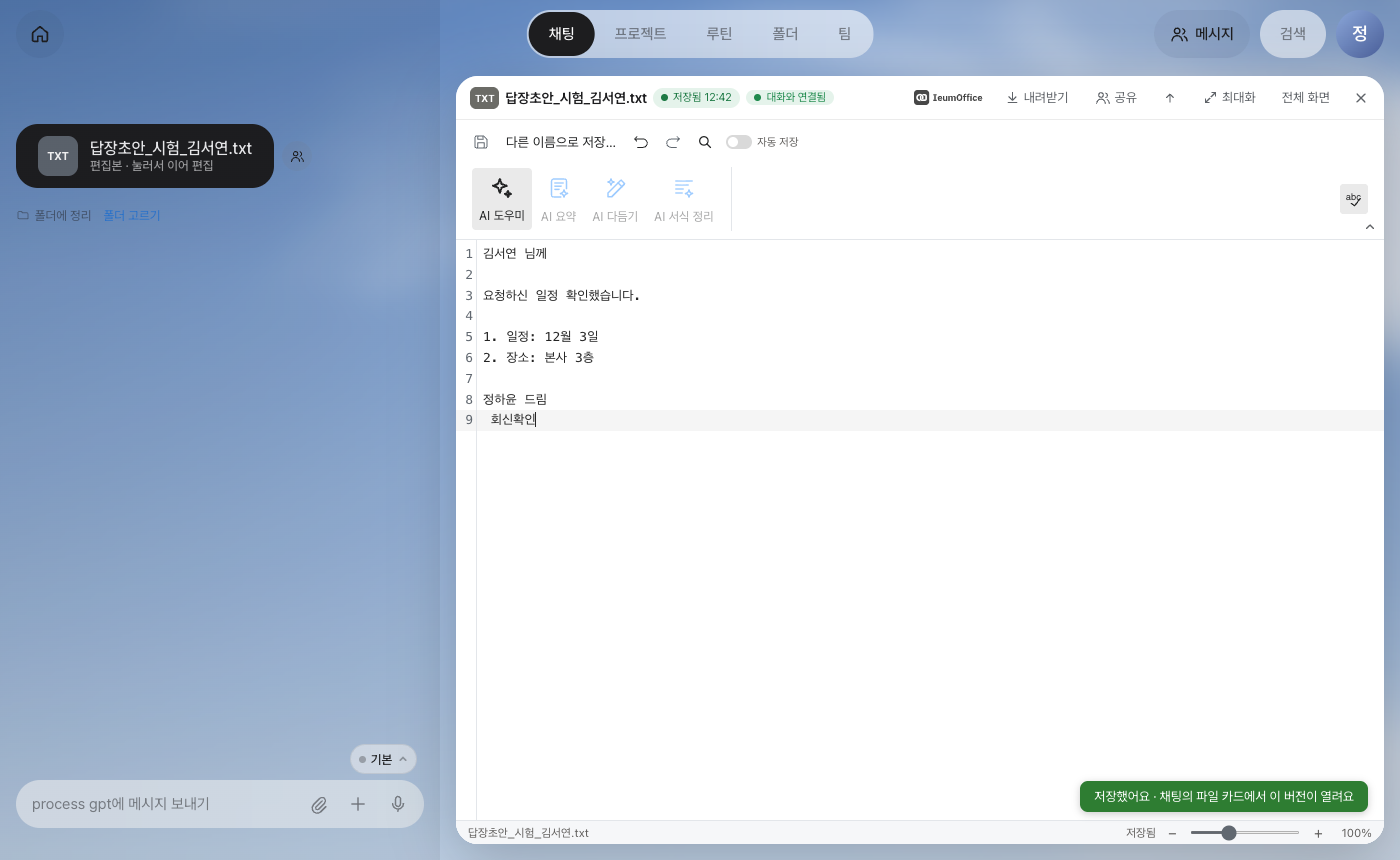 채팅 프로젝트 루틴 폴더 팀
메시지 검색 정
TXT 답장초안_시험_김서연.txt
편집본 · 눌러서 이어 편집
폴더에 정리 폴더 고르기
TXT 답장초안_시험_김서연.txt 저장됨 12:42 대화와 연결됨 IeumOffice 내려받기 공유 최대화 전체 화면
다른 이름으로 저장... 자동 저장
AI 도우미 AI 요약 AI 다듬기 AI 서식 정리 abc
1 김서연 님께
2
3 요청하신 일정 확인했습니다.
4
5 1. 일정: 12월 3일
6 2. 장소: 본사 3층
7
8 정하윤 드림
9 회신확인
기본
process gpt에 메시지 보내기
저장했어요 · 채팅의 파일 카드에서 이 버전이 열려요
답장초안_시험_김서연.txt 저장됨 − + 100%